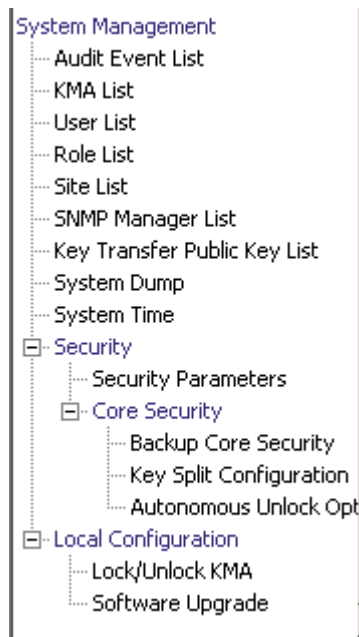 System Management
Audit Event List
KMA List
User List
Role List
Site List
SNMP Manager List
Key Transfer Public Key List
System Dump
System Time
Security
Security Parameters
Core Security
Backup Core Security
Key Split Configuration
Autonomous Unlock Opt
Local Configuration
Lock/Unlock KMA
Software Upgrade